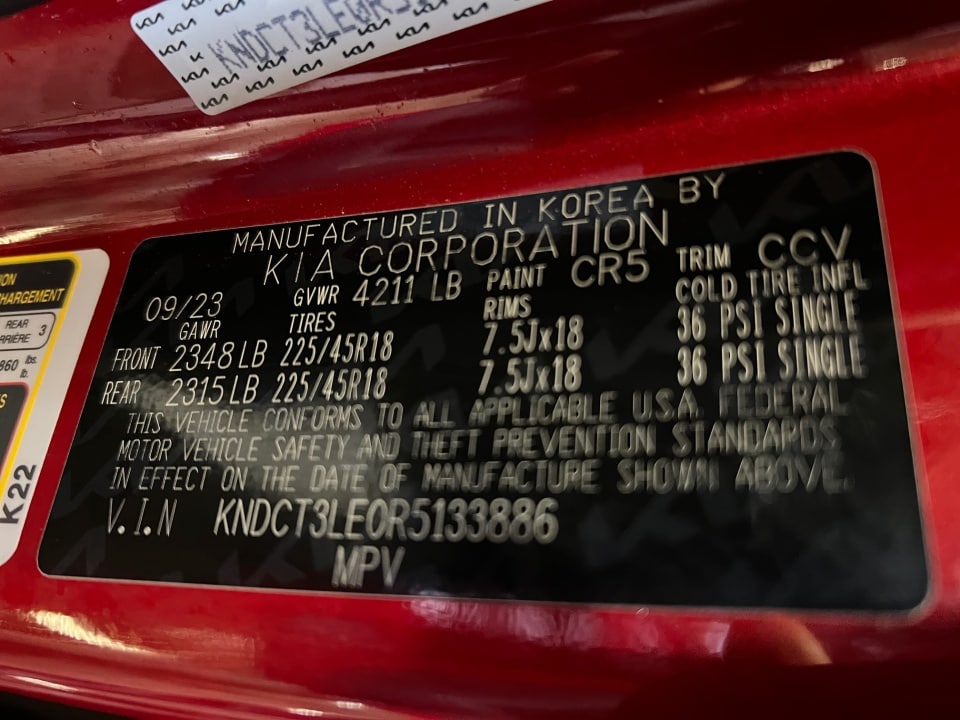 KNDCT3LE0R5
MANUFACTURED IN KOREA BY
KIA CORPORATION
09/23 GVWR 4211 LB PAINT CR5 TRIM CCV
GAWR TIRES RIMS COLD TIRE INFL
FRONT 2348 LB 225/45R18 7.5Jx18 36 PSI SINGLE
REAR 2315 LB 225/45R18 7.5Jx18 36 PSI SINGLE
THIS VEHICLE CONFORMS TO ALL APPLICABLE U.S.A. FEDERAL
MOTOR VEHICLE SAFETY AND THEFT PREVENTION STANDARDS
IN EFFECT ON THE DATE OF MANUFACTURE SHOWN ABOVE.
V.I.N KNDCT3LE0R5133886
MPV
REAR 3
K22